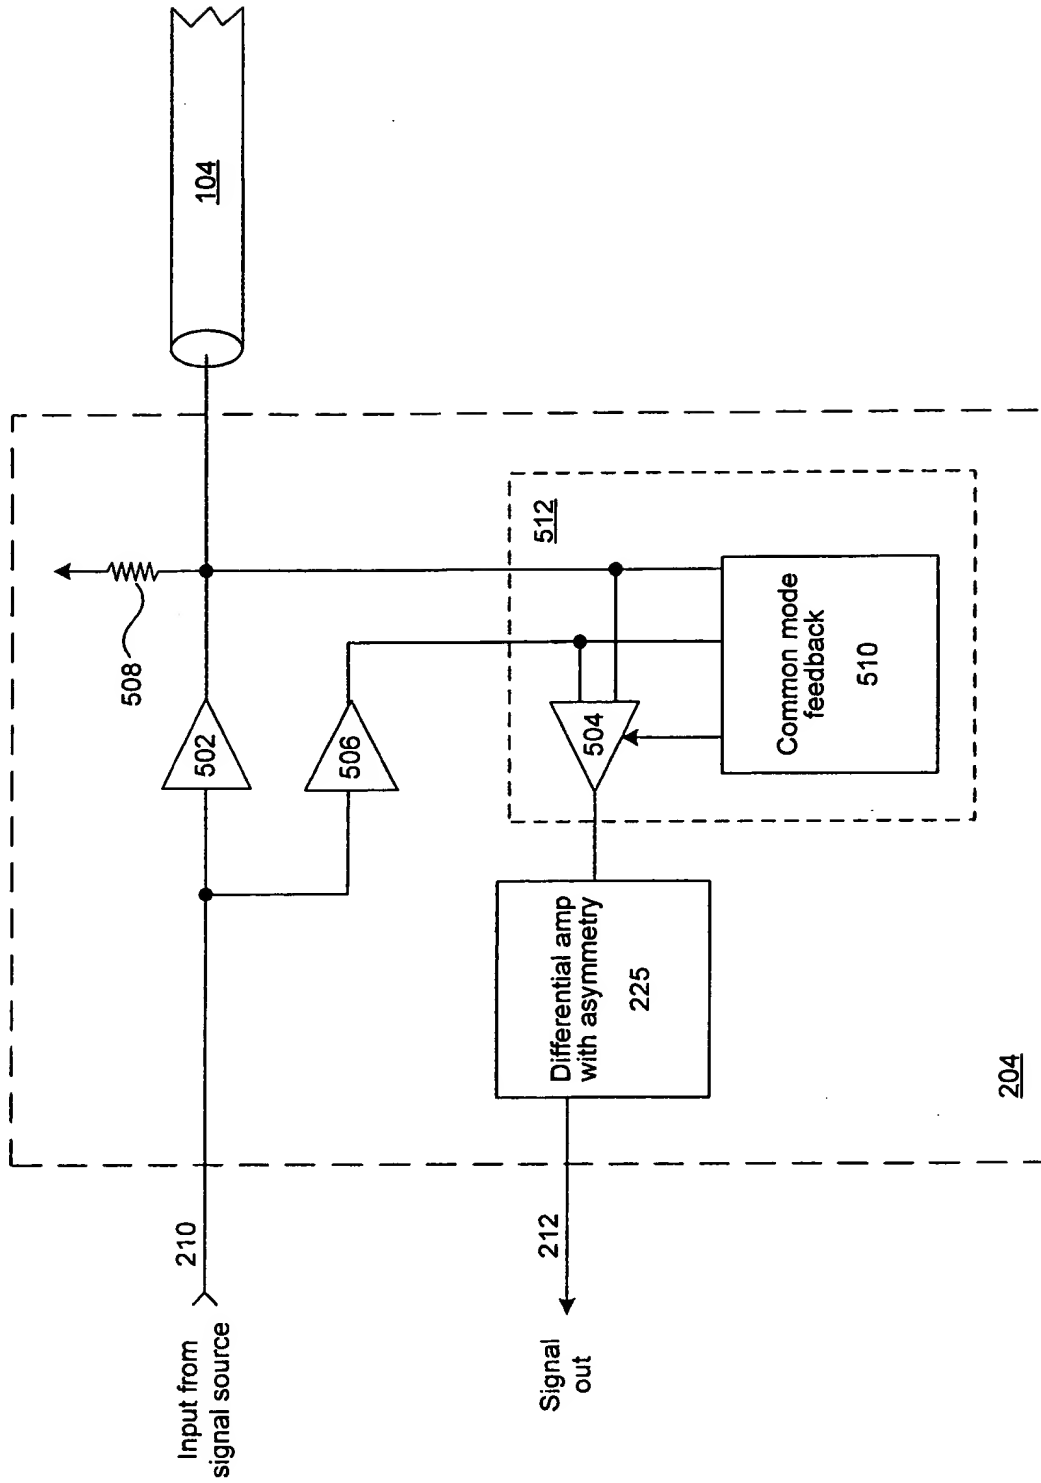 104
508
502
506
512
504
Common mode
feedback
510
Differential amp
with asymmetry
225
204
210
Input from
signal source
212
Signal
out